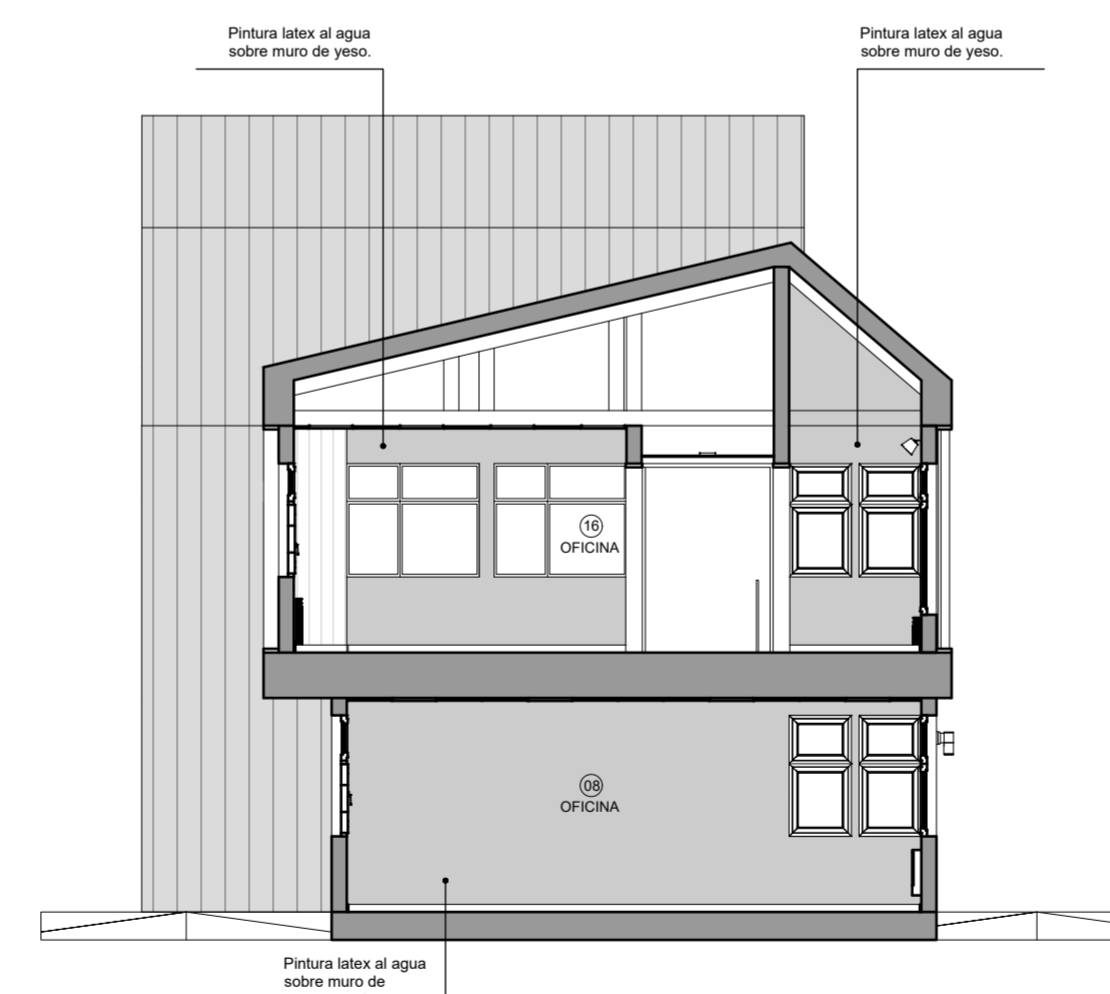 Pintura latex al agua
sobre muro de yeso.
Pintura latex al agua
sobre muro de yeso.
16
OFICINA
08
OFICINA
Pintura latex al agua
sobre muro de